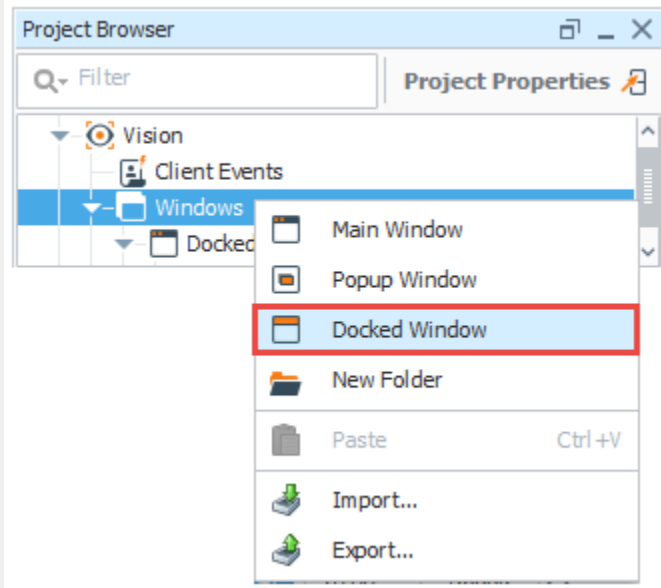 Project Browser
Filter
Project Properties
Vision
Client Events
Windows
Docked
Main Window
Popup Window
Docked Window
New Folder
Paste Ctrl+V
Import...
Export...